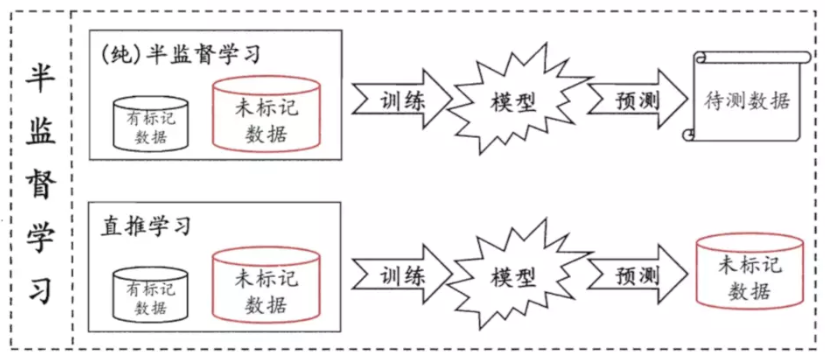 半监督学习
(纯)半监督学习
有标记
数据
未标记
数据
训练
模型
预测
待测数据
直推学习
有标记
数据
未标记
数据
训练
模型
预测
未标记
数据